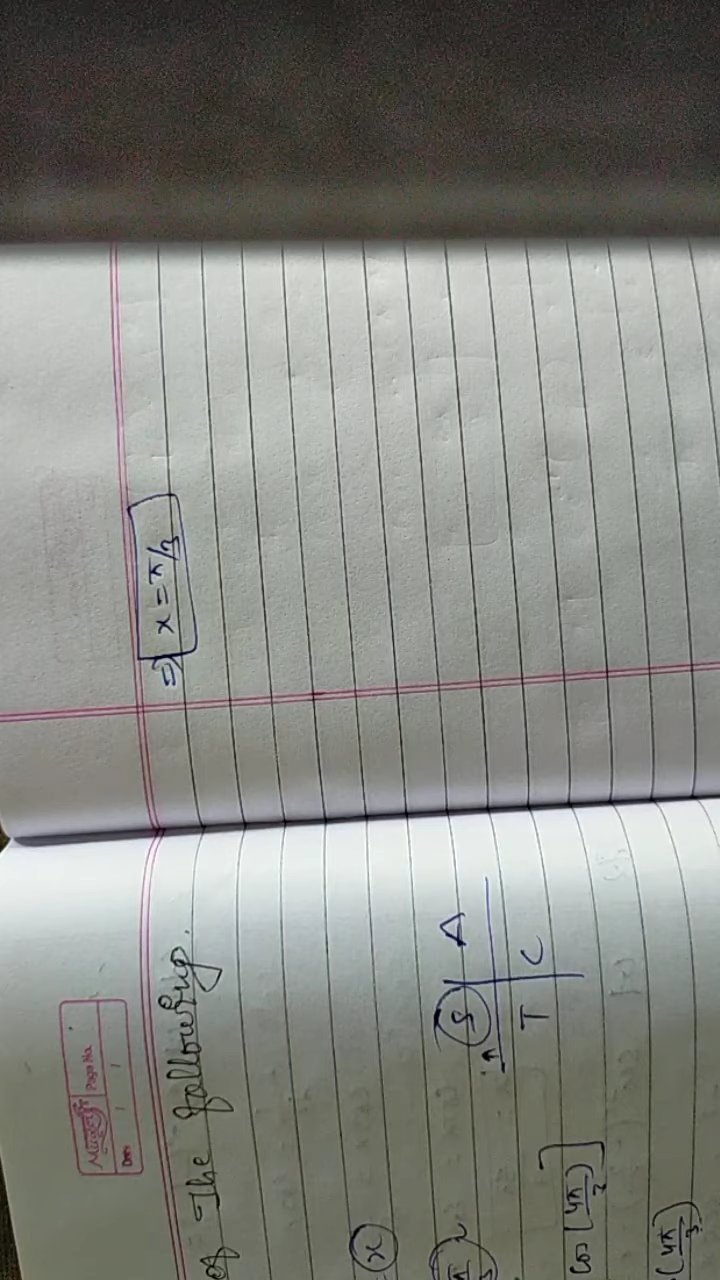 of The following.
x
S | A
T | C
cos (4π/3)]
(4π/3)
⇒ x = π/3
Page No.
Date / /